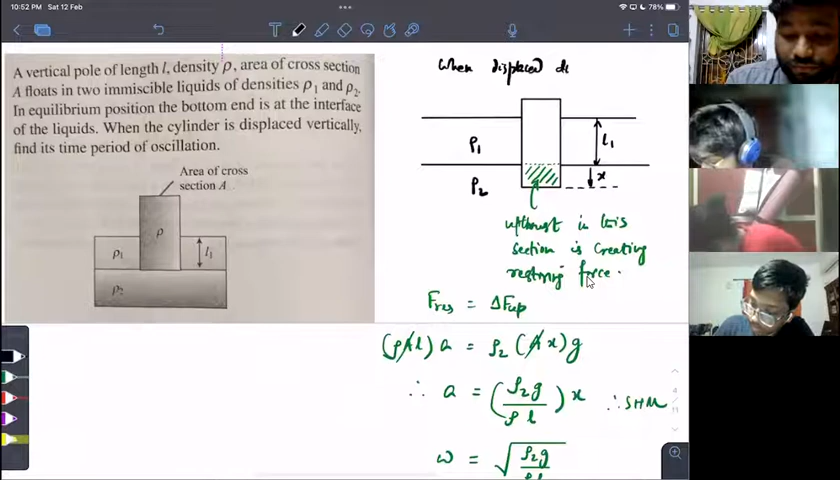 10:52 PM Sat 12 Feb
78%
A vertical pole of length l, density ρ, area of cross section
A floats in two immiscible liquids of densities ρ₁ and ρ₂.
In equilibrium position the bottom end is at the interface
of the liquids. When the cylinder is displaced vertically,
find its time period of oscillation.
Area of cross
section A
ρ
ρ₁
l₁
ρ₂
When displaced
ρ₁
l₁
ρ₂
x
upthrust in this
section is creating
restoring force.
Fres = ΔFup
(ρAl) a = ρ₂ (Ax) g
∴ a = (ρ₂g / ρl) x ∴ SHM
ω = √(ρ₂g / ρl)